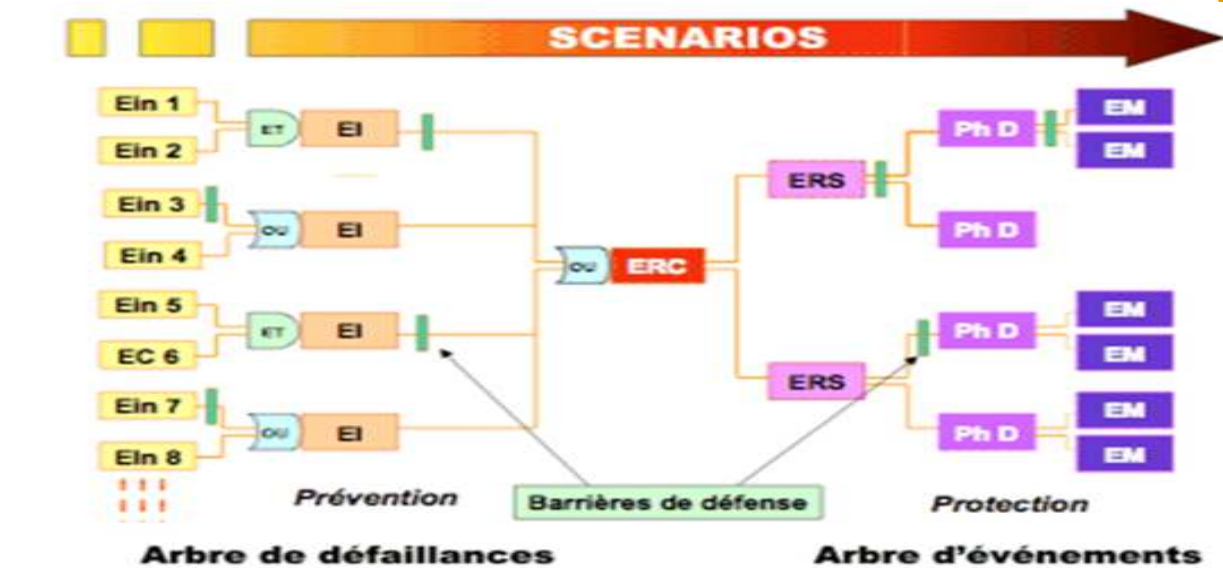 SCENARIOS
Ein 1
Ein 2
ET
EI
Ein 3
Ein 4
OU
EI
Ein 5
EC 6
ET
EI
Ein 7
EIn 8
OU
EI
OU
ERC
ERS
ERS
Ph D
Ph D
Ph D
Ph D
EM
EM
EM
EM
EM
EM
Prévention
Barrières de défense
Protection
Arbre de défaillances
Arbre d'événements